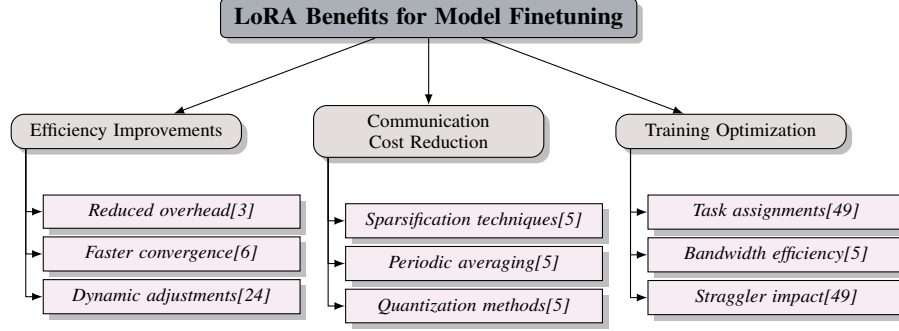 LoRA Benefits for Model Finetuning
Efficiency Improvements
Reduced overhead[3]
Faster convergence[6]
Dynamic adjustments[24]
Communication
Cost Reduction
Sparsification techniques[5]
Periodic averaging[5]
Quantization methods[5]
Training Optimization
Task assignments[49]
Bandwidth efficiency[5]
Straggler impact[49]